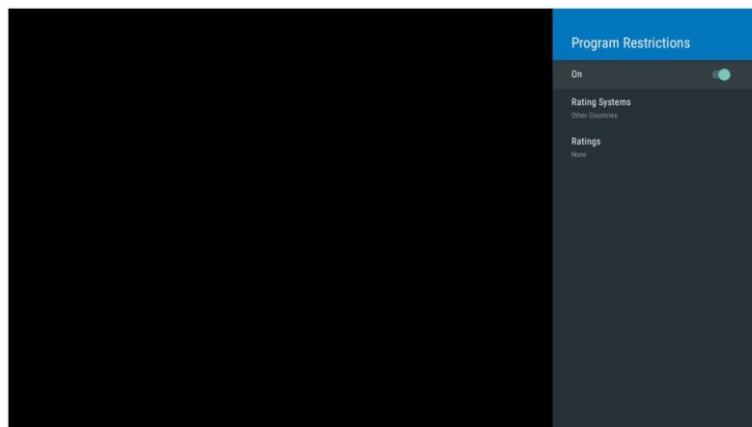 Program Restrictions
On
Rating Systems
Other Countries
Ratings
None